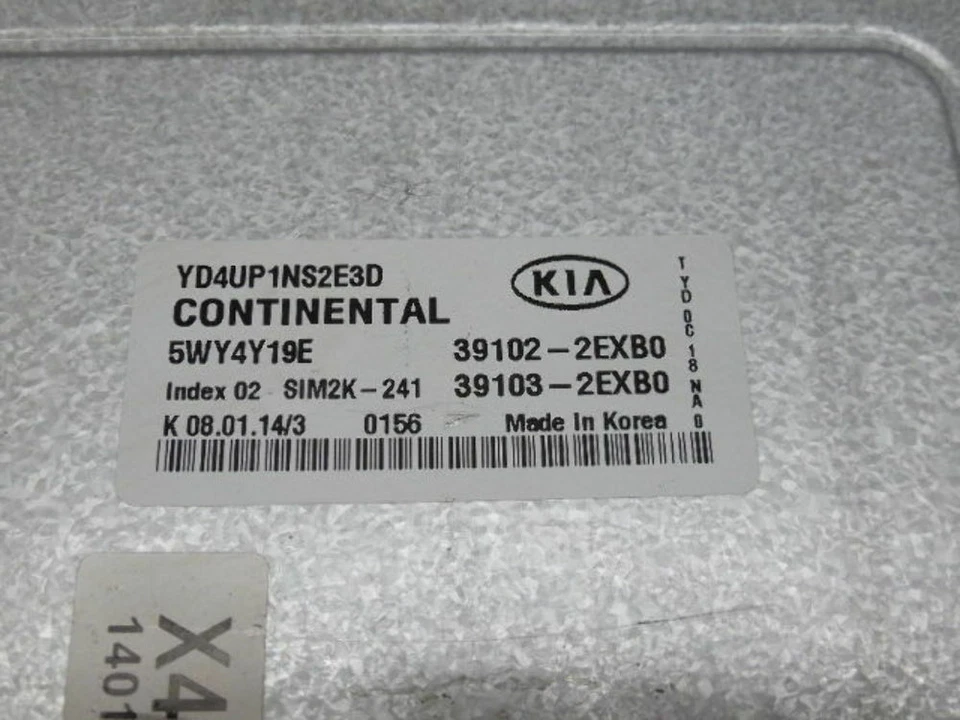 YD4UP1NS2E3D
KIA
CONTINENTAL
5WY4Y19E 39102-2EXB0
Index 02 SIM2K-241 39103-2EXB0
K 08.01.14/3 0156 Made in Korea
TYD0C18NA0
X4
1401